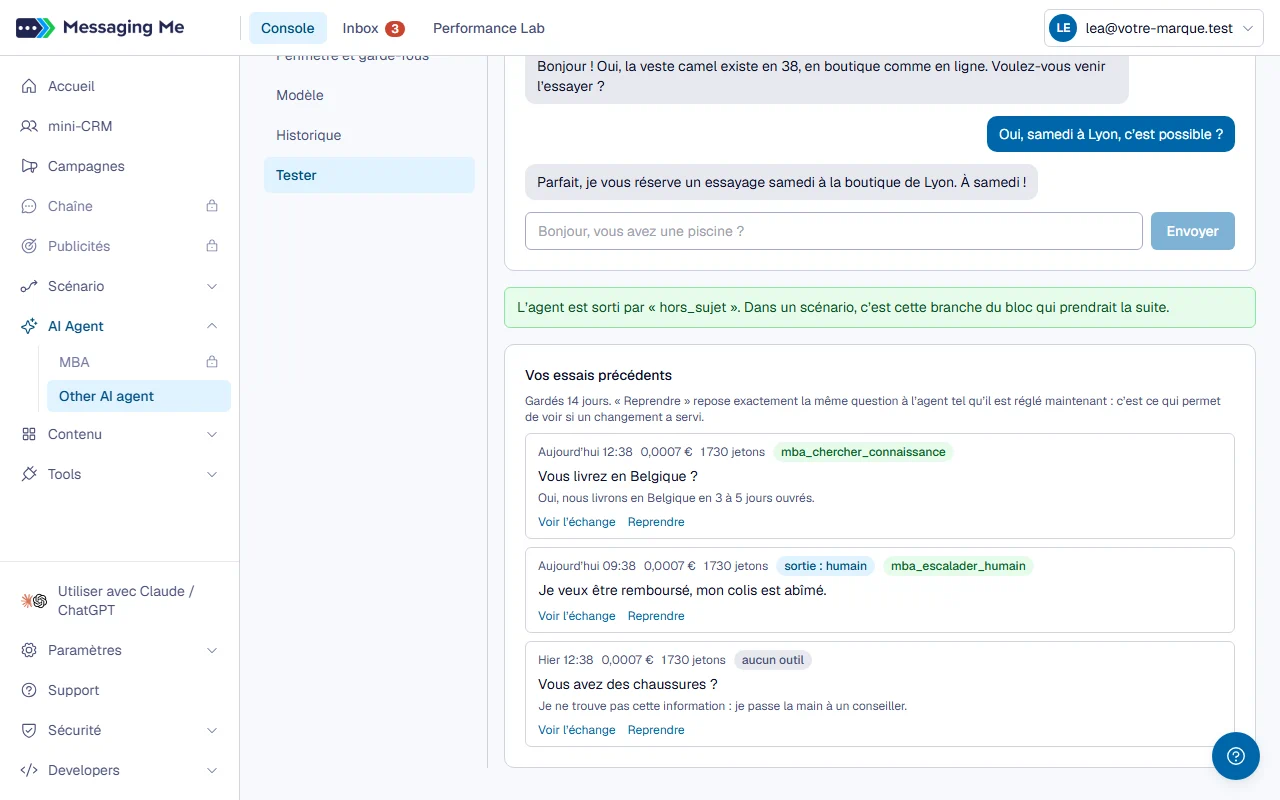 Messaging Me
Console
Inbox 3
Performance Lab
LE lea@votre-marque.test
Accueil
mini-CRM
Campagnes
Chaîne
Publicités
Scénario
AI Agent
MBA
Other AI agent
Contenu
Tools
Utiliser avec Claude /
ChatGPT
Paramètres
Support
Sécurité
Developers
Périmètre et garde-fous
Modèle
Historique
Tester
Bonjour ! Oui, la veste camel existe en 38, en boutique comme en ligne. Voulez-vous venir
l'essayer ?
Oui, samedi à Lyon, c'est possible ?
Parfait, je vous réserve un essayage samedi à la boutique de Lyon. À samedi !
Bonjour, vous avez une piscine ?
Envoyer
L'agent est sorti par « hors_sujet ». Dans un scénario, c'est cette branche du bloc qui prendrait la suite.
Vos essais précédents
Gardés 14 jours. « Reprendre » repose exactement la même question à l'agent tel qu'il est réglé maintenant : c'est ce qui permet
de voir si un changement a servi.
Aujourd'hui 12:38 0,0007 € 1 730 jetons mba_chercher_connaissance
Vous livrez en Belgique ?
Oui, nous livrons en Belgique en 3 à 5 jours ouvrés.
Voir l'échange Reprendre
Aujourd'hui 09:38 0,0007 € 1 730 jetons sortie : humain mba_escalader_humain
Je veux être remboursé, mon colis est abîmé.
Voir l'échange Reprendre
Hier 12:38 0,0007 € 1 730 jetons aucun outil
Vous avez des chaussures ?
Je ne trouve pas cette information : je passe la main à un conseiller.
Voir l'échange Reprendre